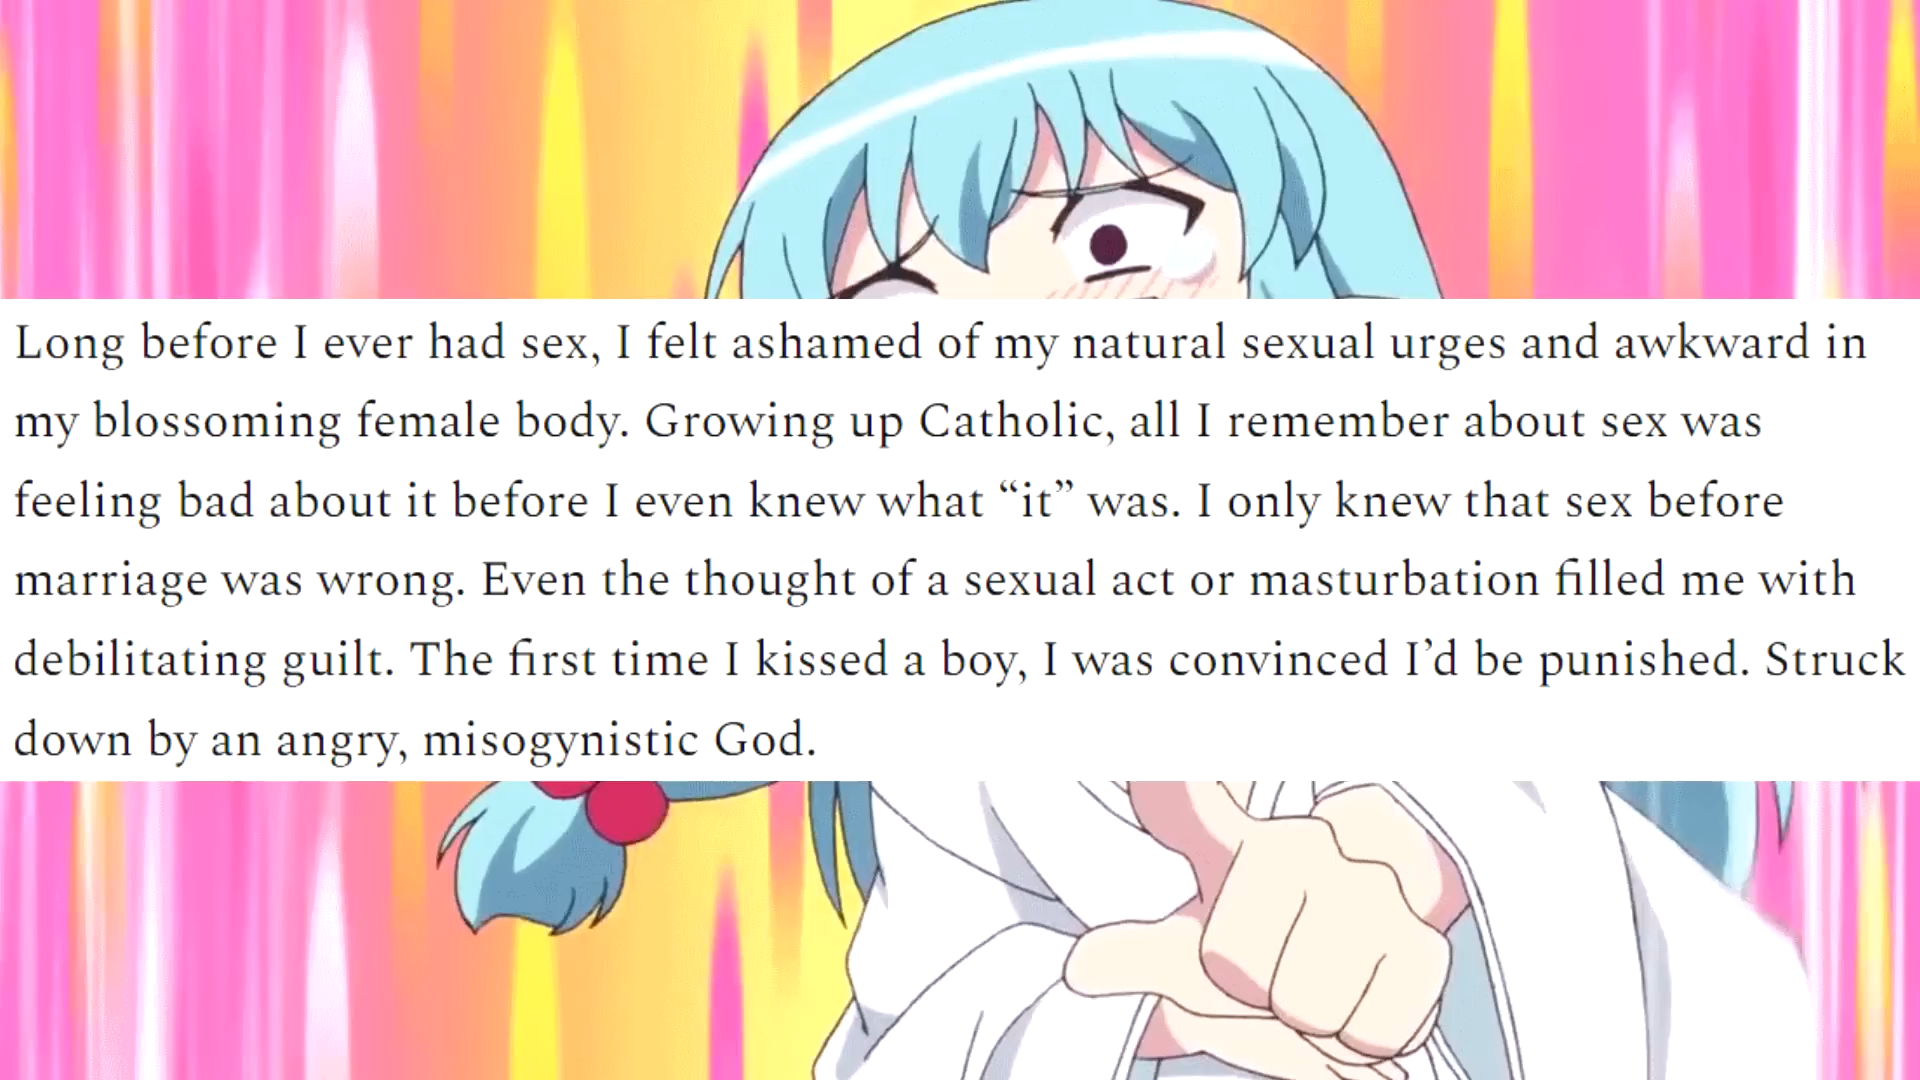 Long before I ever had sex, I felt ashamed of my natural sexual urges and awkward in
my blossoming female body. Growing up Catholic, all I remember about sex was
feeling bad about it before I even knew what “it” was. I only knew that sex before
marriage was wrong. Even the thought of a sexual act or masturbation filled me with
debilitating guilt. The first time I kissed a boy, I was convinced I’d be punished. Struck
down by an angry, misogynistic God.